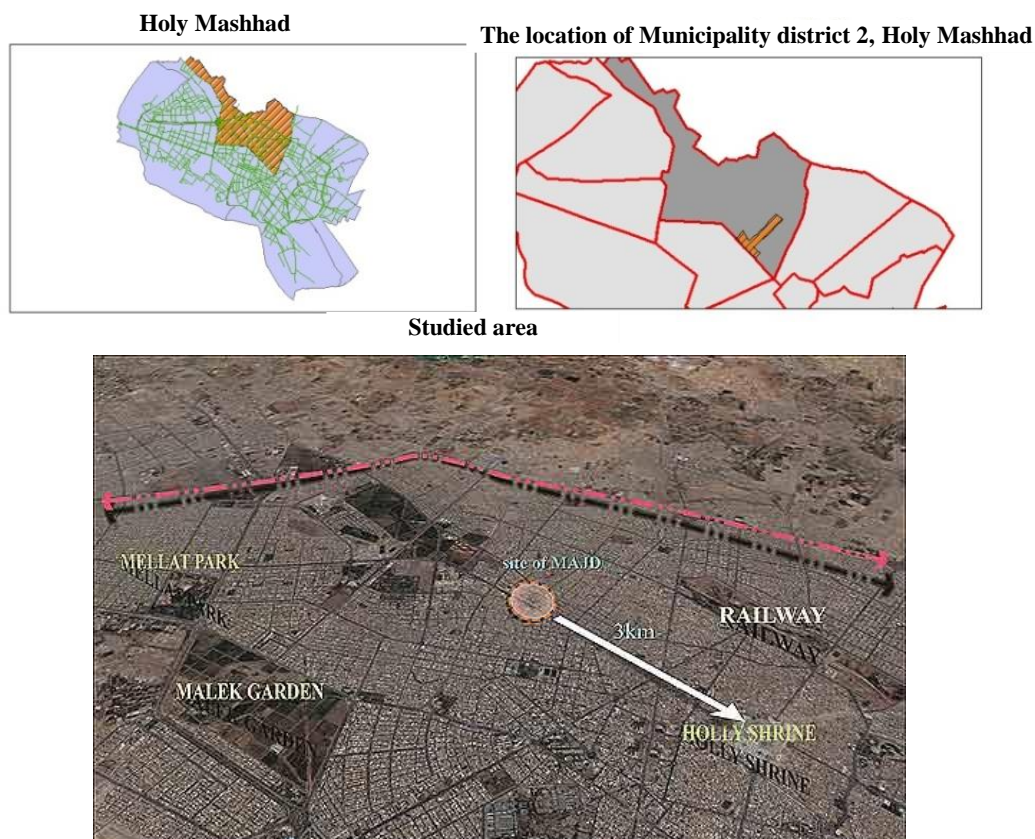 Holy Mashhad
The location of Municipality district 2, Holy Mashhad
Studied area
MELLAT PARK
site of MAJD
RAILWAY
3km
MALEK GARDEN
HOLLY SHRINE